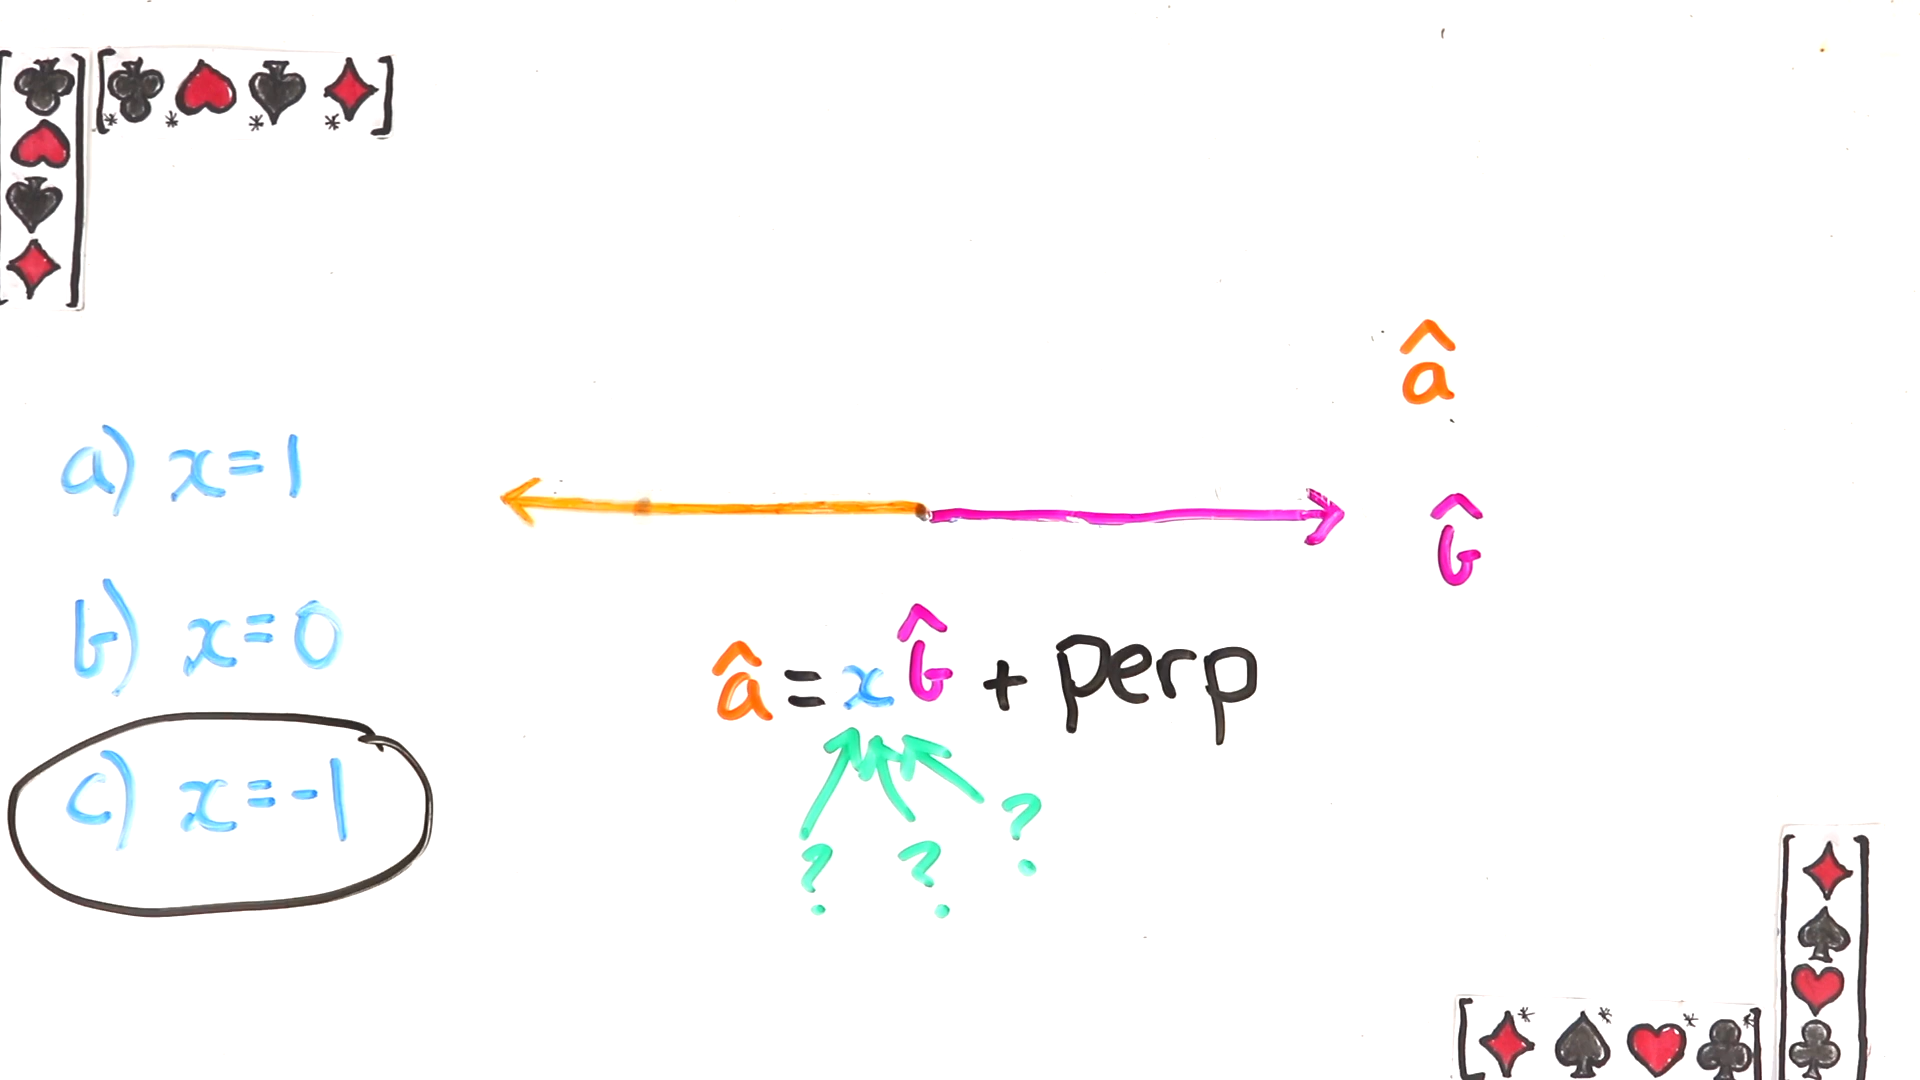 â
a) x=1
b̂
b) x=0
â = x b̂ + perp
c) x=-1
? ? ?